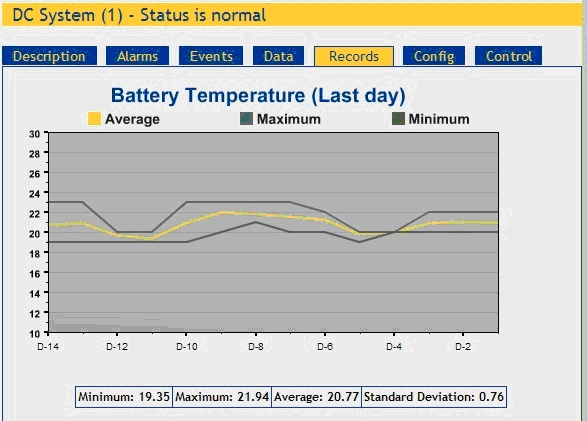 DC System (1) - Status is normal
Description Alarms Events Data Records Config Control
Battery Temperature (Last day)
Average Maximum Minimum
30
28
26
24
22
20
18
16
14
12
10
D-14 D-12 D-10 D-8 D-6 D-4 D-2
Minimum: 19.35 Maximum: 21.94 Average: 20.77 Standard Deviation: 0.76